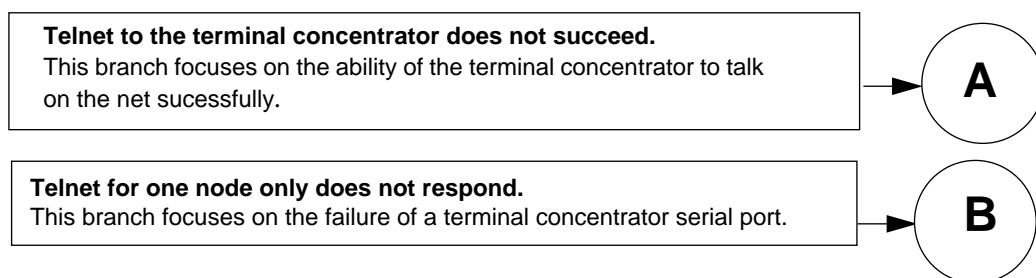 Telnet to the terminal concentrator does not succeed.
This branch focuses on the ability of the terminal concentrator to talk
on the net sucessfully.
A
Telnet for one node only does not respond.
This branch focuses on the failure of a terminal concentrator serial port.
B